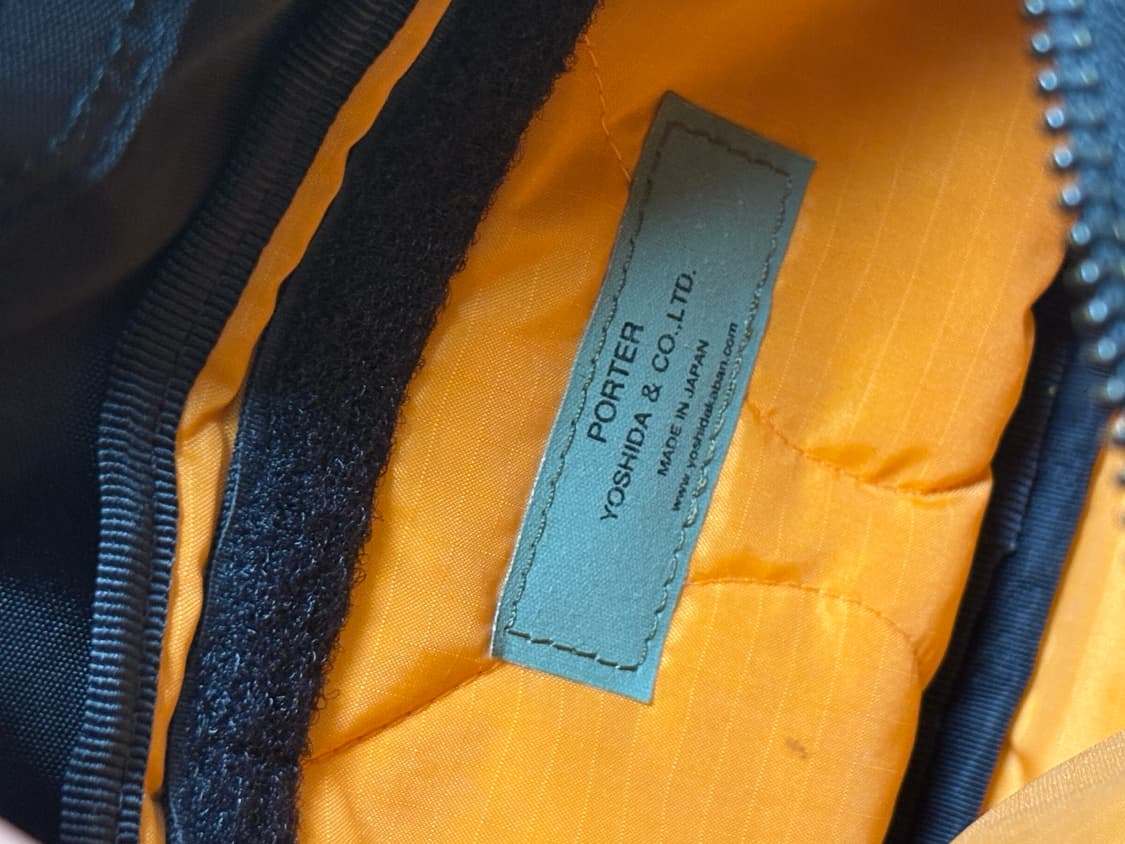 PORTER
YOSHIDA & CO.,LTD.
MADE IN JAPAN
www.yoshidakaban.com